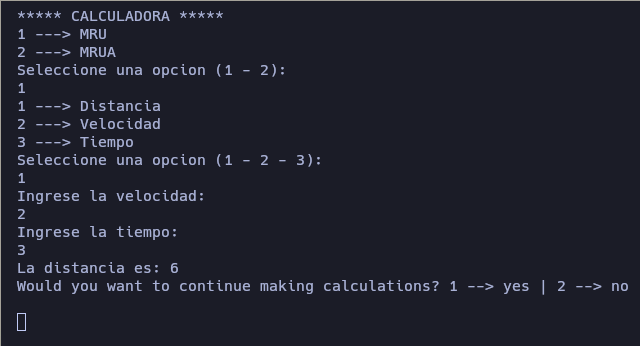 ***** CALCULADORA *****
1 ---> MRU
2 ---> MRUA
Seleccione una opcion (1 - 2):
1
1 ---> Distancia
2 ---> Velocidad
3 ---> Tiempo
Seleccione una opcion (1 - 2 - 3):
1
Ingrese la velocidad:
2
Ingrese la tiempo:
3
La distancia es: 6
Would you want to continue making calculations? 1 --> yes | 2 --> no